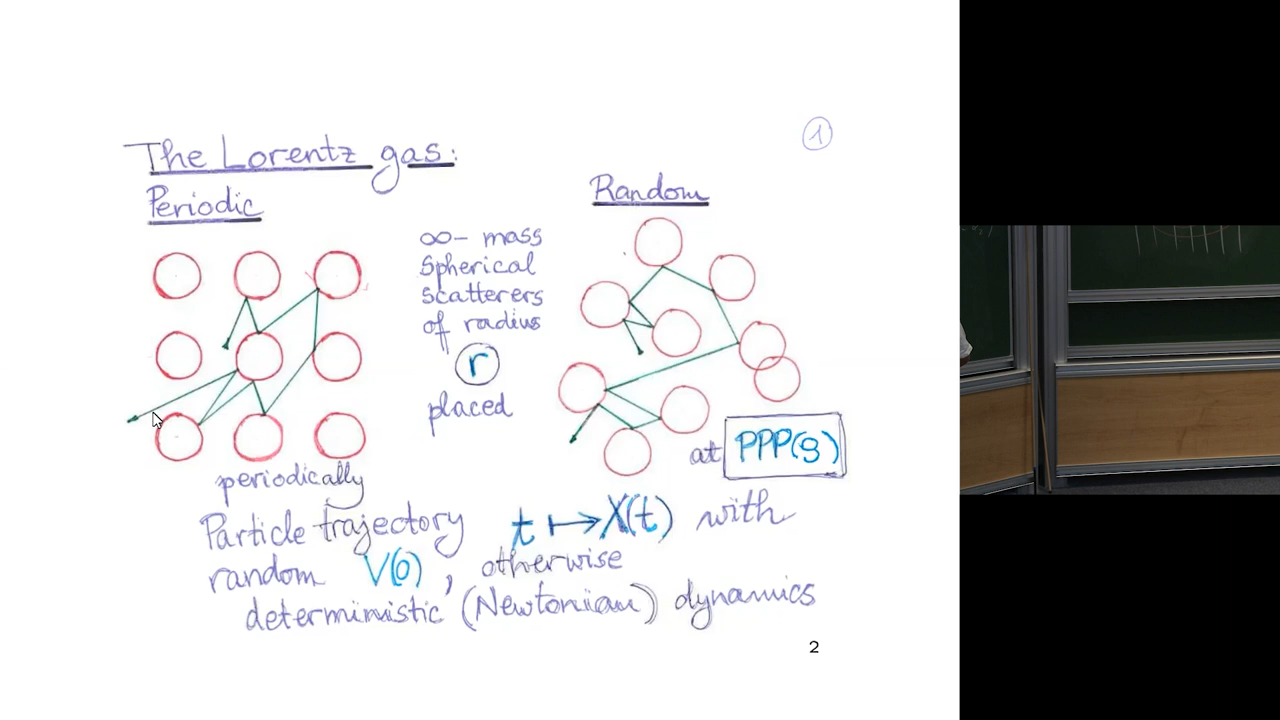 The Lorentz gas:
①
Periodic
Random
∞- mass
Spherical
scatterers
of radius
r
placed
at PPP(ϱ)
periodically
Particle trajectory t ↦ X(t) with
random V(0), otherwise
deterministic (Newtonian) dynamics
2